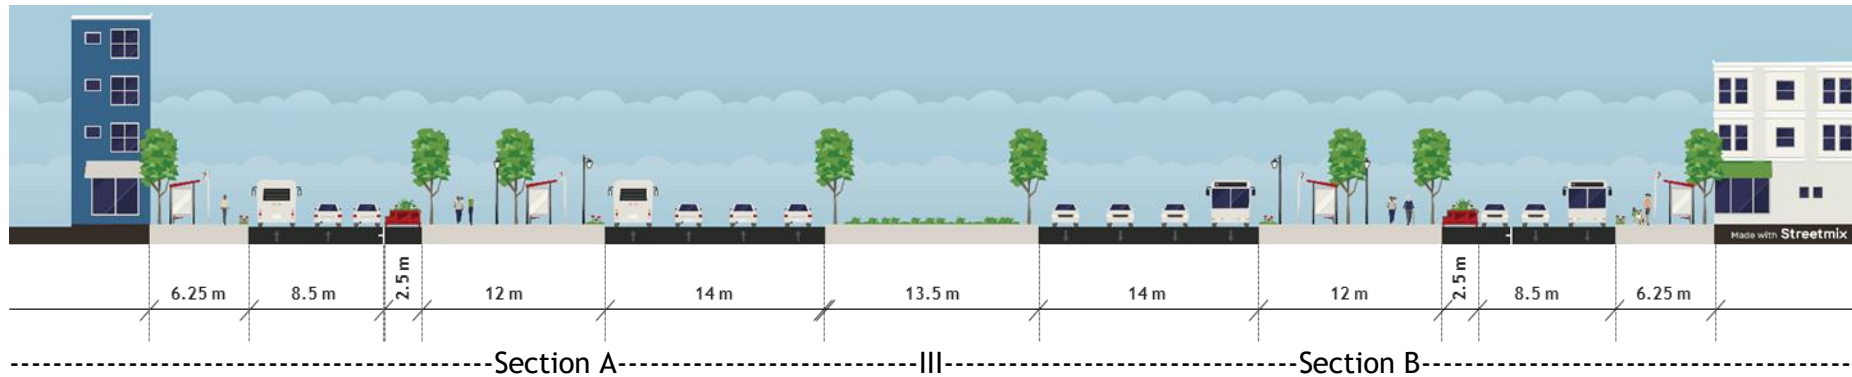 Made with Streetmix
6.25 m 8.5 m 2.5 m 12 m 14 m 13.5 m 14 m 12 m 2.5 m 8.5 m 6.25 m
Section A III Section B